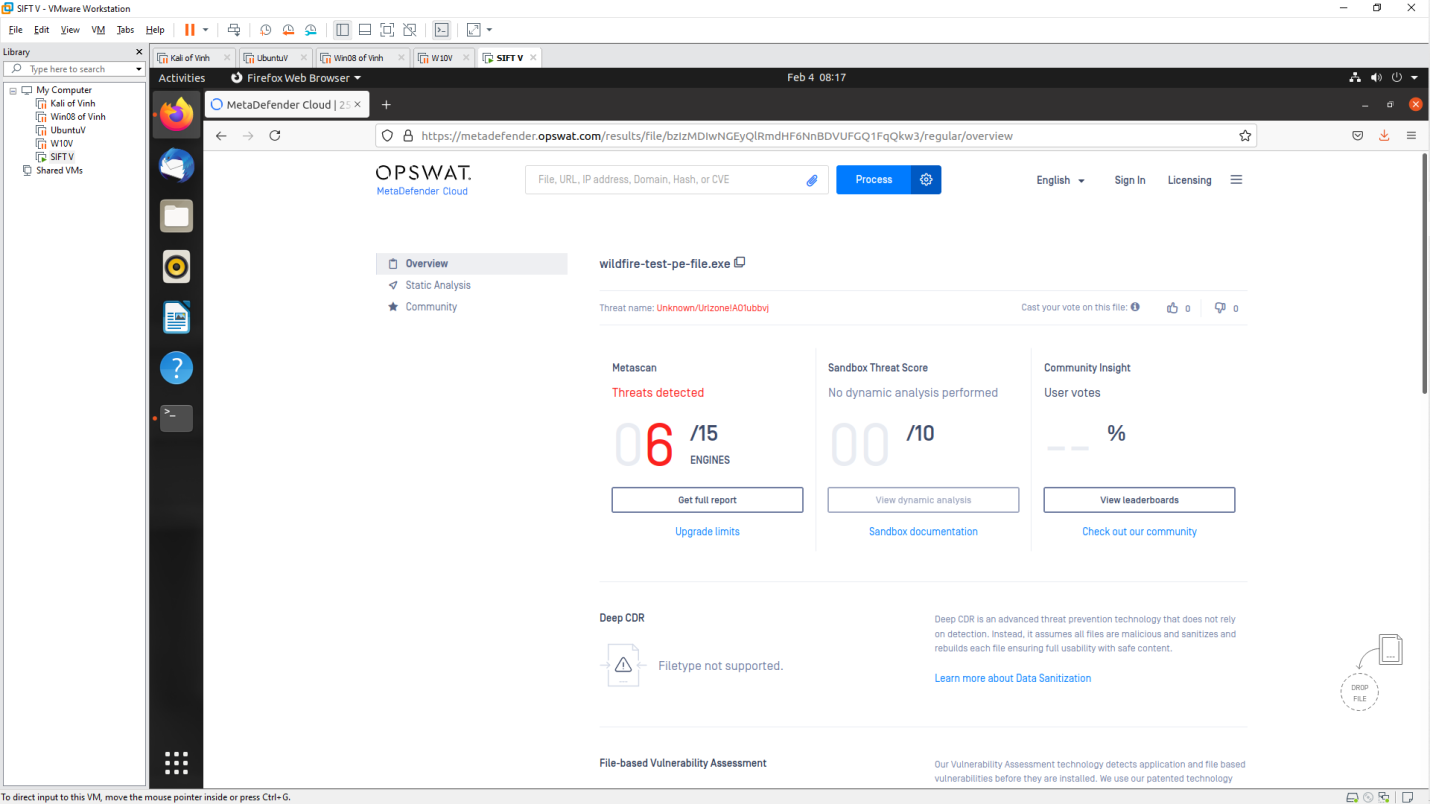 SIFT V - VMware Workstation
File Edit View VM Tabs Help
Library
Type here to search
My Computer
Kali of Vinh
Win08 of Vinh
UbuntuV
W10V
SIFT V
Shared VMs
Kali of Vinh UbuntuV Win08 of Vinh W10V SIFT V
Activities Firefox Web Browser Feb 4 08:17
MetaDefender Cloud | 25
https://metadefender.opswat.com/results/file/bzIzMDIwNGEyQlRmdHF6NnBDVUFGQ1FqQkw3/regular/overview
OPSWAT.
MetaDefender Cloud
File, URL, IP address, Domain, Hash, or CVE
Process
English Sign In Licensing
Overview
Static Analysis
Community
wildfire-test-pe-file.exe
Threat name: Unknown/Urlzone!A01ubbvj
Cast your vote on this file: 0 0
Metascan
Threats detected
06 /15
ENGINES
Get full report
Upgrade limits
Sandbox Threat Score
No dynamic analysis performed
00 /10
View dynamic analysis
Sandbox documentation
Community Insight
User votes
-- %
View leaderboards
Check out our community
Deep CDR
Filetype not supported.
Deep CDR is an advanced threat prevention technology that does not rely
on detection. Instead, it assumes all files are malicious and sanitizes and
rebuilds each file ensuring full usability with safe content.
Learn more about Data Sanitization
DROP
FILE
File-based Vulnerability Assessment
Our Vulnerability Assessment technology detects application and file based
vulnerabilities before they are installed. We use our patented technology
To direct input to this VM, move the mouse pointer inside or press Ctrl+G.